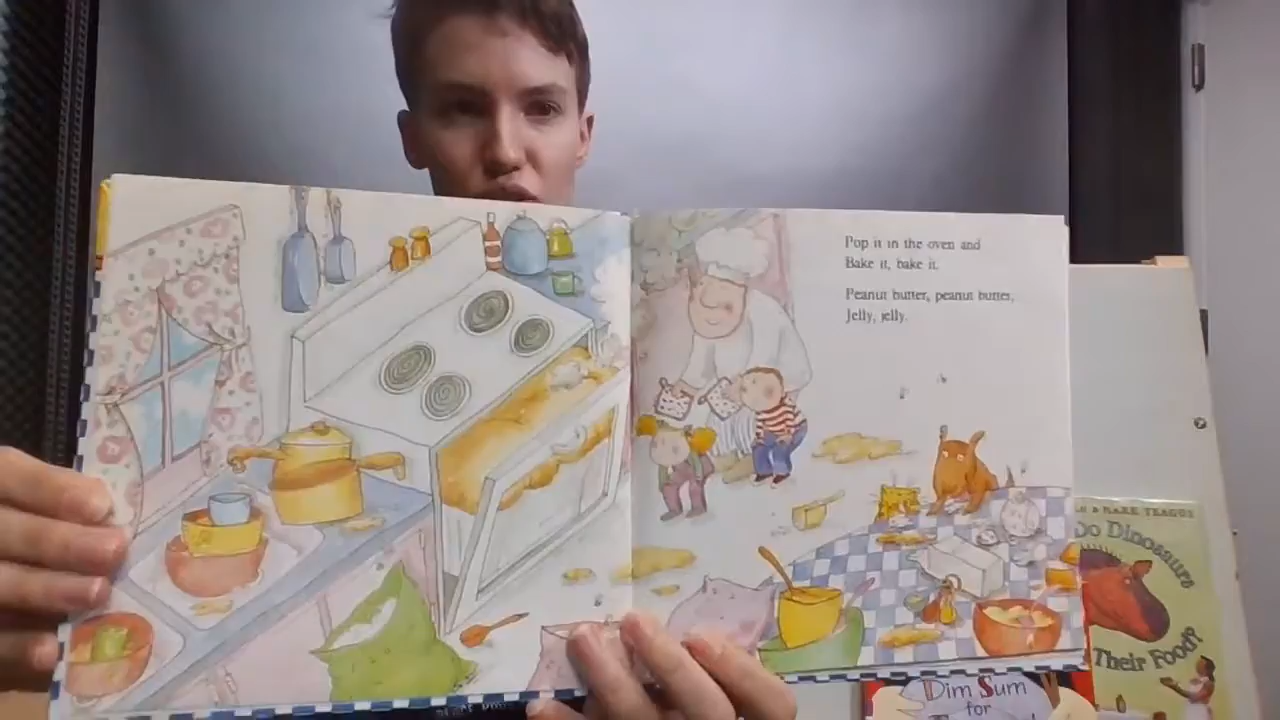 Pop it in the oven and
Bake it, bake it.
Peanut butter, peanut butter,
Jelly, jelly.
TEAGUE
Do Dinosaurs
Their Food?
Dim Sum
for